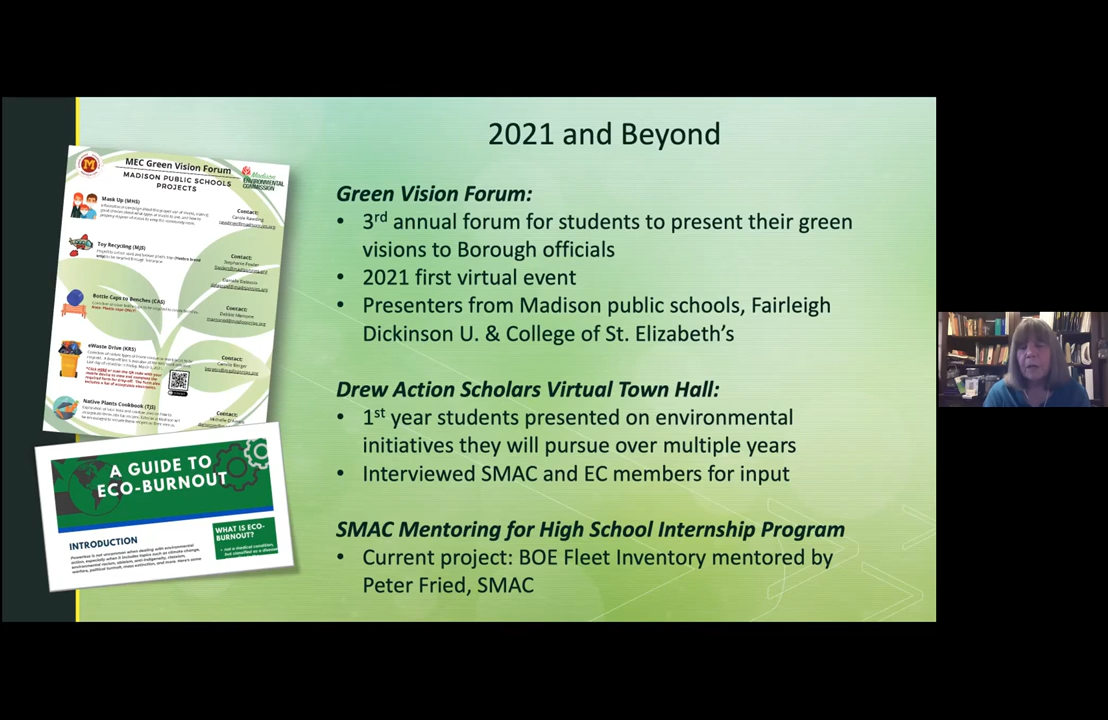 2021 and Beyond
Green Vision Forum:
• 3rd annual forum for students to present their green
visions to Borough officials
• 2021 first virtual event
• Presenters from Madison public schools, Fairleigh
Dickinson U. & College of St. Elizabeth's
Drew Action Scholars Virtual Town Hall:
• 1st year students presented on environmental
initiatives they will pursue over multiple years
• Interviewed SMAC and EC members for input
SMAC Mentoring for High School Internship Program
• Current project: BOE Fleet Inventory mentored by
Peter Fried, SMAC
M
MEC Green Vision Forum
MADISON PUBLIC SCHOOLS
PROJECTS
Madison
ENVIRONMENTAL
COMMISSION
Mask Up (MHS)
Contact:
Toy Recycling (MJS)
Contact:
Bottle Caps to Benches (CAS)
Contact:
eWaste Drive (KRS)
Contact:
Native Plants Cookbook (TJS)
Contact:
A GUIDE TO
ECO-BURNOUT
INTRODUCTION
WHAT IS ECO-
BURNOUT?